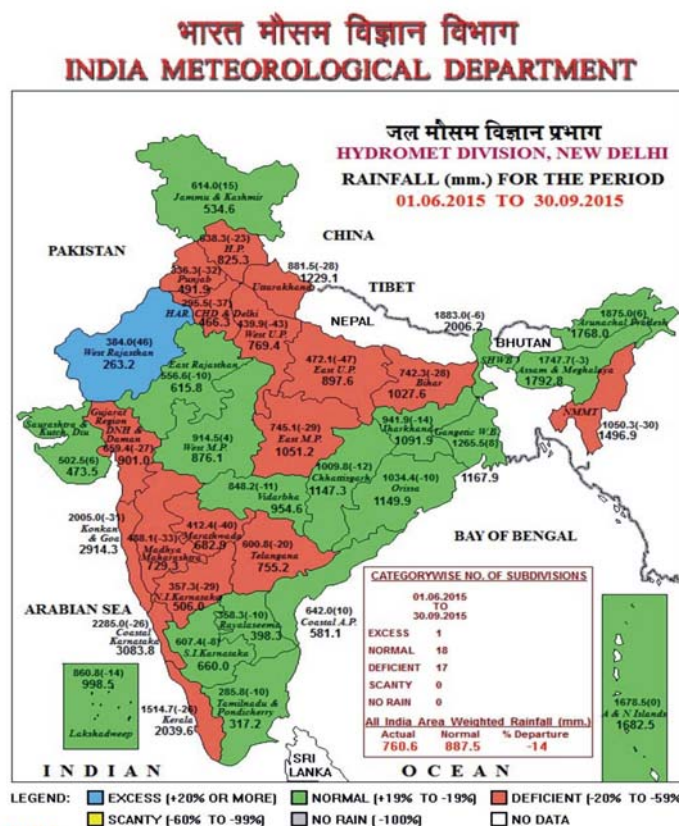 भारत मौसम विज्ञान विभाग
INDIA METEOROLOGICAL DEPARTMENT
जल मौसम विज्ञान प्रभाग
HYDROMET DIVISION, NEW DELHI
RAINFALL (mm.) FOR THE PERIOD
01.06.2015 TO 30.09.2015
614.0(15)
Jammu & Kashmir
534.6
PAKISTAN
CHINA
TIBET
NEPAL
BHUTAN
638.3(-23)
H.P.
825.3
336.3(-32)
Punjab
491.9
881.5(-28)
1229.1
Uttarakhand
295.5(-37)
HAR. CHD & Delhi
466.3
439.9(-43)
West U.P.
769.4
384.0(46)
West Rajasthan
263.2
East Rajasthan
556.6(-10)
615.8
472.1(-47)
East U.P.
897.6
742.3(-28)
Bihar
1027.6
1883.0(-6)
2006.2
SHWB
1875.0(6)
Arunachal Pradesh
1768.0
1747.7(-3)
Assam & Meghalaya
1792.8
NMMT
1050.3(-30)
1496.9
Saurashtra &
Kutch, Diu
502.5(6)
473.5
Gujarat
Region
DNH &
Daman
659.4(-27)
901.0
914.5(4)
West M.P.
876.1
745.1(-29)
East M.P.
1051.2
941.9(-14)
Jharkhand
1091.9
Gangetic W.B.
1265.5(8)
1167.9
1009.8(-12)
Chhattisgarh
1147.3
1034.4(-10)
Orissa
1149.9
848.2(-11)
Vidarbha
954.6
2005.0(-31)
Konkan
& Goa
2914.3
488.1(-33)
Madhya
Maharashtra
729.3
412.4(-40)
Marathwada
682.9
600.8(-20)
Telangana
755.2
BAY OF BENGAL
357.3(-29)
N.I.Karnataka
506.0
ARABIAN SEA
2285.0(-26)
Coastal
Karnataka
3083.8
358.3(-10)
Rayalaseema
398.3
642.0(10)
Coastal A.P.
581.1
607.4(-8)
S.I.Karnataka
660.0
860.8(-14)
998.5
Lakshadweep
285.8(-10)
Tamilnadu &
Pondicherry
317.2
1514.7(-26)
Kerala
2039.6
1678.5(0)
A & N Islands
1682.5
CATEGORYWISE NO. OF SUBDIVISIONS
01.06.2015
TO
30.09.2015
EXCESS 1
NORMAL 18
DEFICIENT 17
SCANTY 0
NO RAIN 0
All India Area Weighted Rainfall (mm.)
Actual Normal % Departure
760.6 887.5 -14
SRI
LANKA
INDIAN OCEAN
LEGEND: EXCESS (+20% OR MORE) NORMAL (+19% TO -19%) DEFICIENT (-20% TO -59%
SCANTY (-60% TO -99%) NO RAIN (-100%) NO DATA